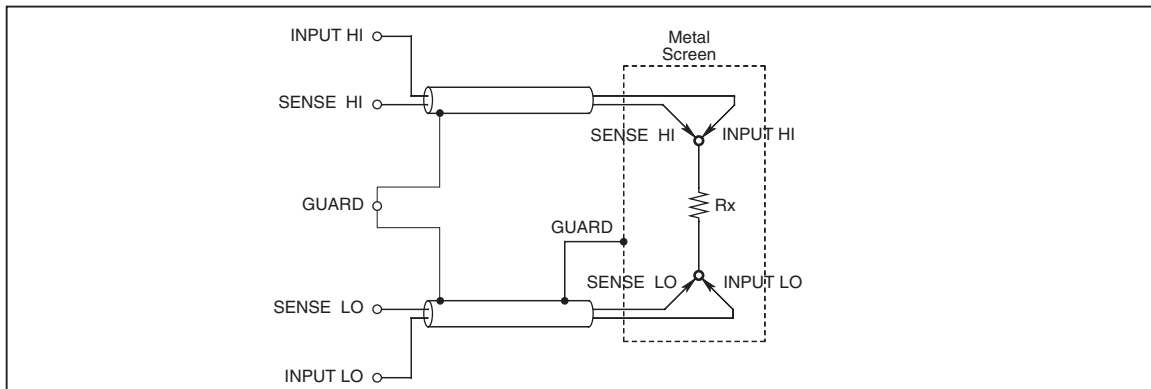 INPUT HI
Metal
Screen
SENSE HI
SENSE HI
INPUT HI
GUARD
Rx
GUARD
SENSE LO
INPUT LO
SENSE LO
INPUT LO